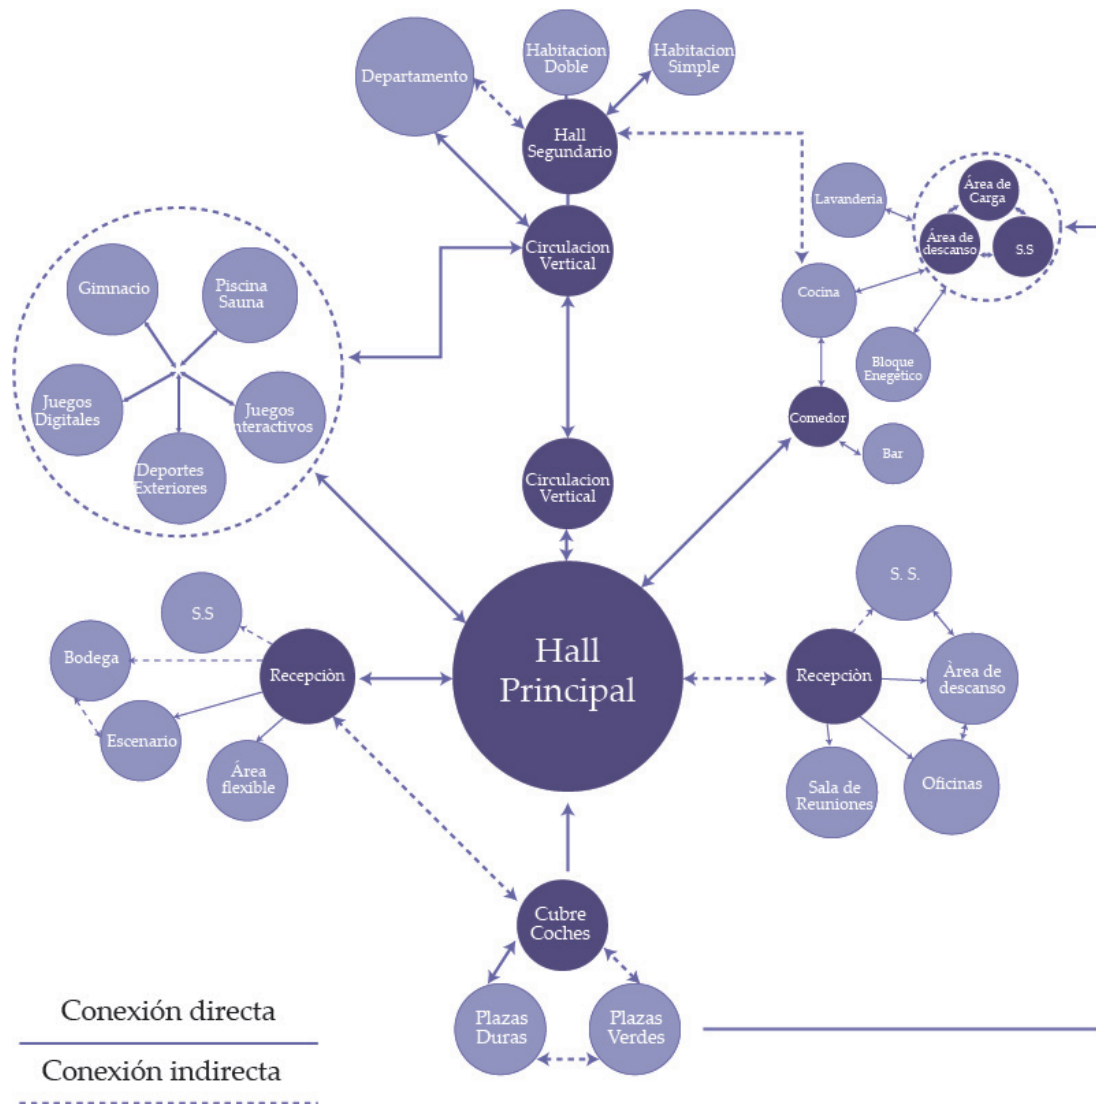 Habitacion
Doble
Habitacion
Simple
Departamento
Hall
Segundario
Área de
Carga
Lavanderia
Área de
descanso
S.S
Circulacion
Vertical
Gimnacio
Piscina
Sauna
Cocina
Bloque
Enegetico
Juegos
Digitales
Juegos
Interactivos
Comedor
Bar
Deportes
Exteriores
Circulacion
Vertical
S.S
S. S.
Bodega
Recepciòn
Hall
Principal
Recepciòn
Àrea de
descanso
Escenario
Área
flexible
Sala de
Reuniones
Oficinas
Cubre
Coches
Plazas
Duras
Plazas
Verdes
Conexión directa
Conexión indirecta